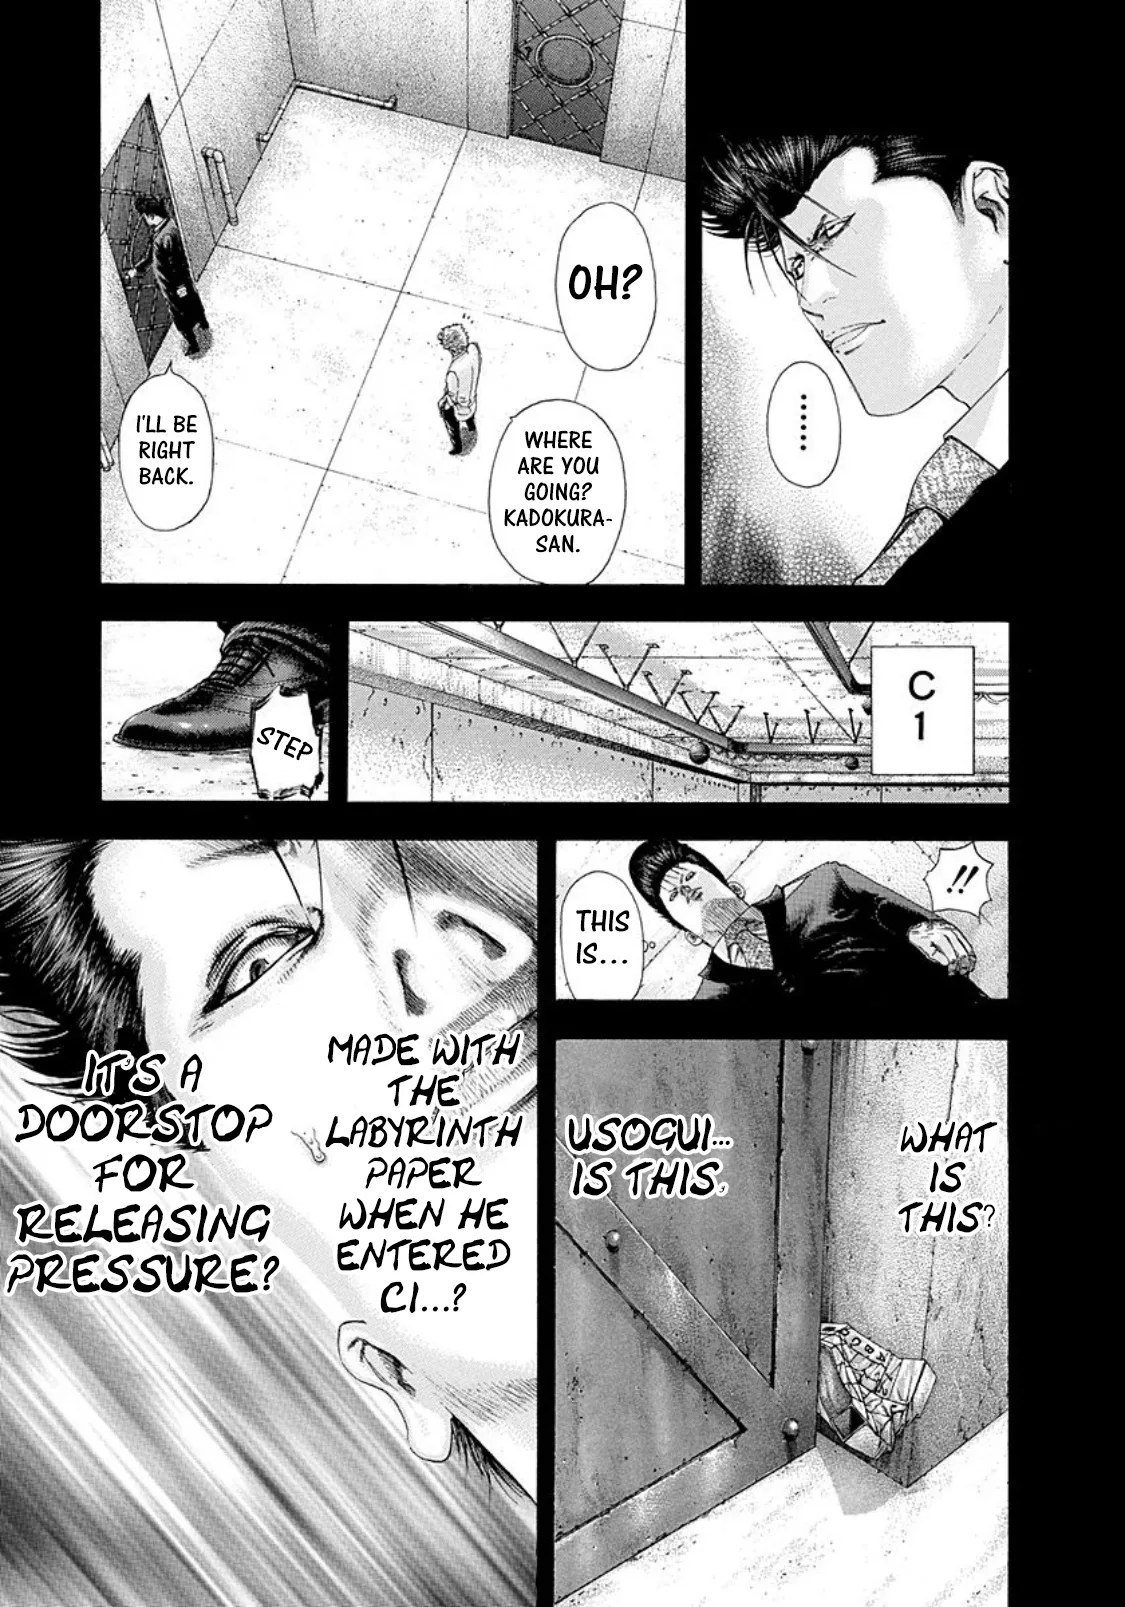 ......
OH?
WHERE
ARE YOU
GOING?
KADOKURA-
SAN.
I'LL BE
RIGHT
BACK.
C
1
STEP
!!
THIS
IS...
WHAT
IS
THIS?
USOGUI...
IS THIS,
A
B
C
MADE WITH
THE
LABYRINTH
PAPER
WHEN HE
ENTERED
C1...?
IT'S A
DOORSTOP
FOR
RELEASING
PRESSURE?